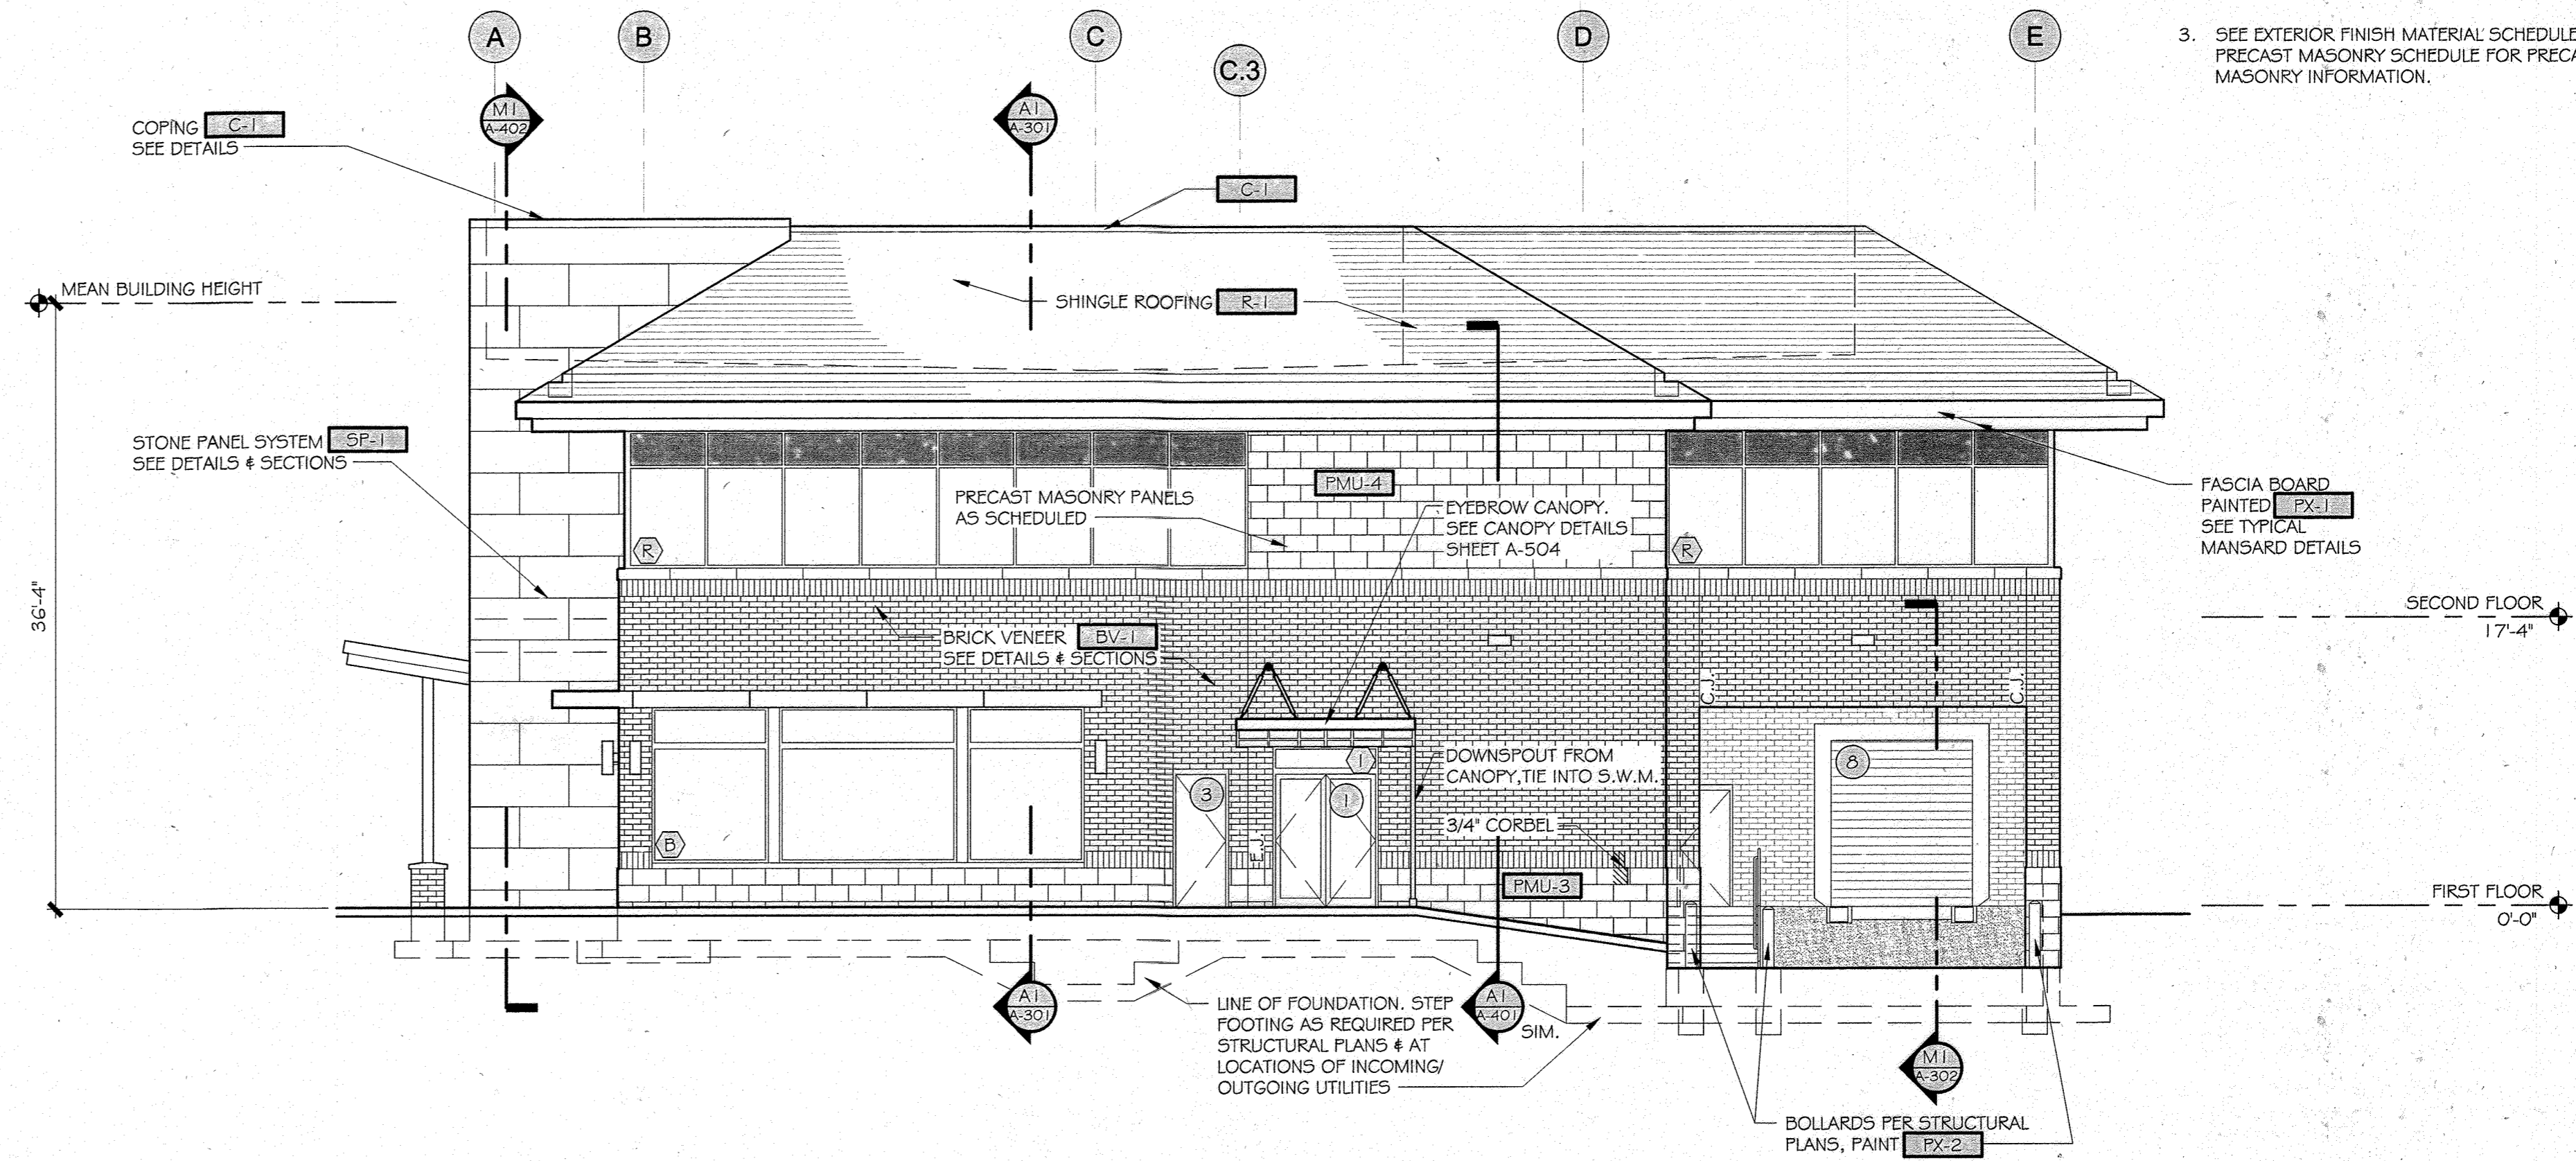 A
B
C
C.3
D
E
3. SEE EXTERIOR FINISH MATERIAL SCHEDULE
PRECAST MASONRY SCHEDULE FOR
MASONRY INFORMATION.
M1
A-402
A1
A-301
COPING C-1
SEE DETAILS
C-1
MEAN BUILDING HEIGHT
SHINGLE ROOFING R-1
STONE PANEL SYSTEM SP-1
SEE DETAILS & SECTIONS
PMU-4
PRECAST MASONRY PANELS
AS SCHEDULED
EYEBROW CANOPY.
SEE CANOPY DETAILS
SHEET A-504
FASCIA BOARD
PAINTED PX-1
SEE TYPICAL
MANSARD DETAILS
R
R
36'-4"
SECOND FLOOR
17'-4"
BRICK VENEER BV-1
SEE DETAILS & SECTIONS
C.J.
C.J.
DOWNSPOUT FROM
CANOPY,TIE INTO S.W.M.
1
8
3
1
3/4" CORBEL
B
E.J.
PMU-3
FIRST FLOOR
0'-0"
A1
A-301
LINE OF FOUNDATION. STEP
FOOTING AS REQUIRED PER
STRUCTURAL PLANS & AT
LOCATIONS OF INCOMING/
OUTGOING UTILITIES
A1
A-401
SIM.
M1
A-302
BOLLARDS PER STRUCTURAL
PLANS, PAINT PX-2